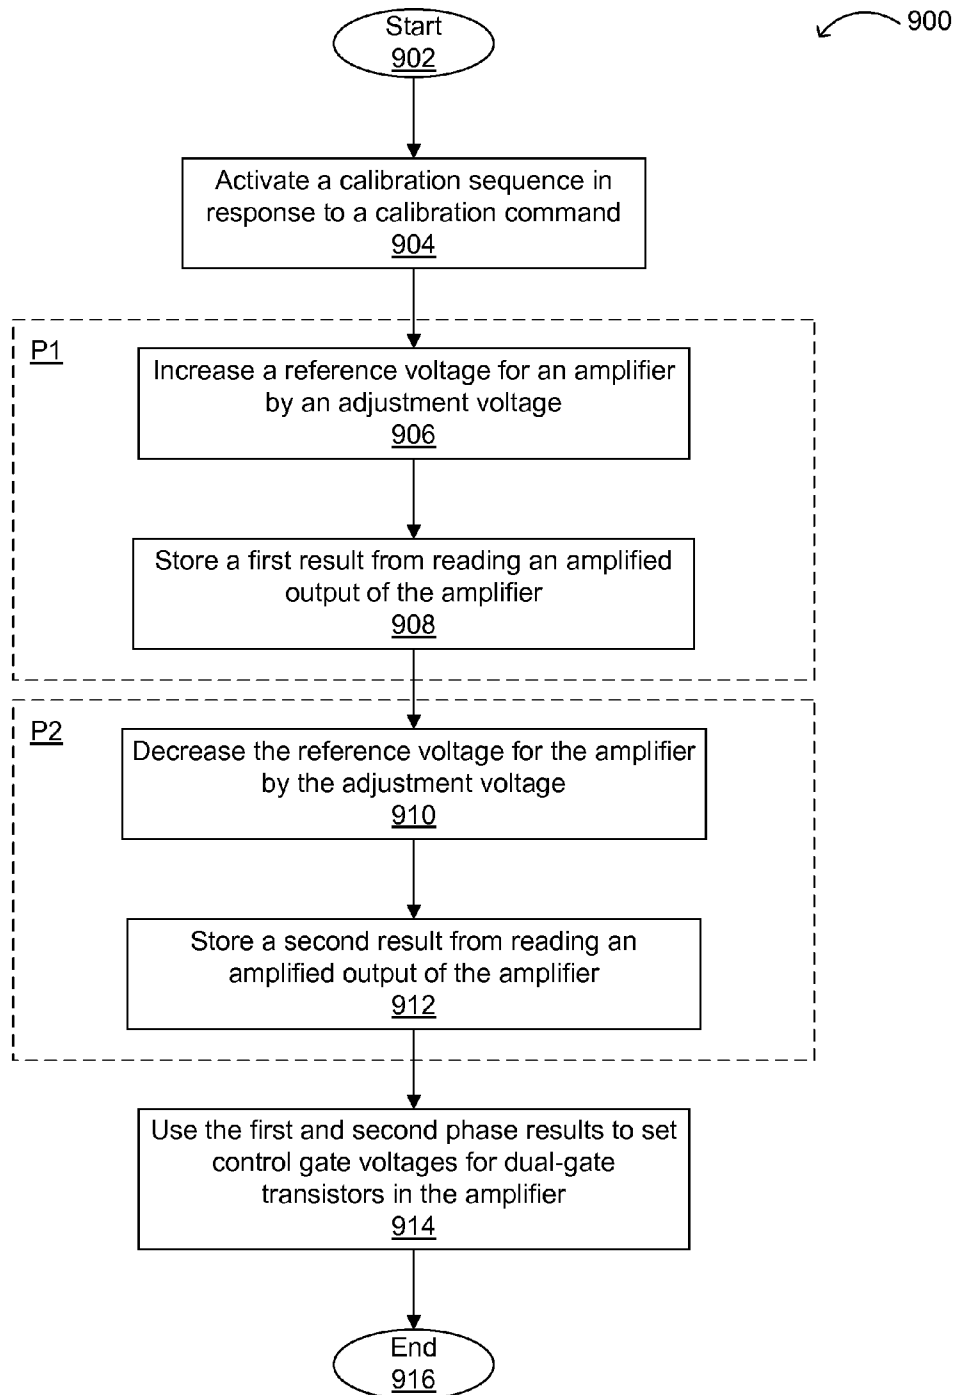 900
Start
902
Activate a calibration sequence in
response to a calibration command
904
P1
Increase a reference voltage for an amplifier
by an adjustment voltage
906
Store a first result from reading an amplified
output of the amplifier
908
P2
Decrease the reference voltage for the amplifier
by the adjustment voltage
910
Store a second result from reading an
amplified output of the amplifier
912
Use the first and second phase results to set
control gate voltages for dual-gate
transistors in the amplifier
914
End
916